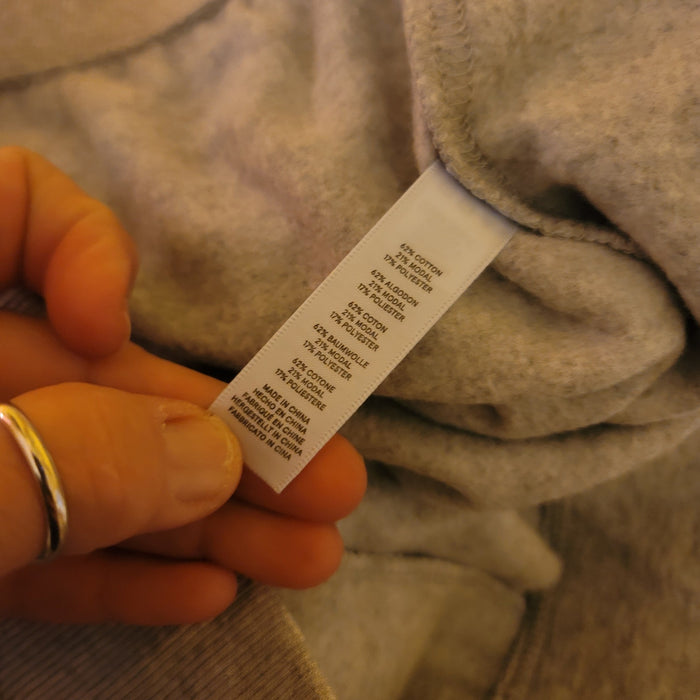 62% COTTON
21% MODAL
17% POLYESTER
62% ALGODON
21% MODAL
17% POLIESTER
62% COTON
21% MODAL
17% POLYESTER
62% BAUMWOLLE
21% MODAL
17% POLYESTER
62% COTONE
21% MODAL
17% POLIESTERE
MADE IN CHINA
HECHO EN CHINA
FABRIQUE EN CHINE
HERGESTELLT IN CHINA
FABBRICATO IN CINA